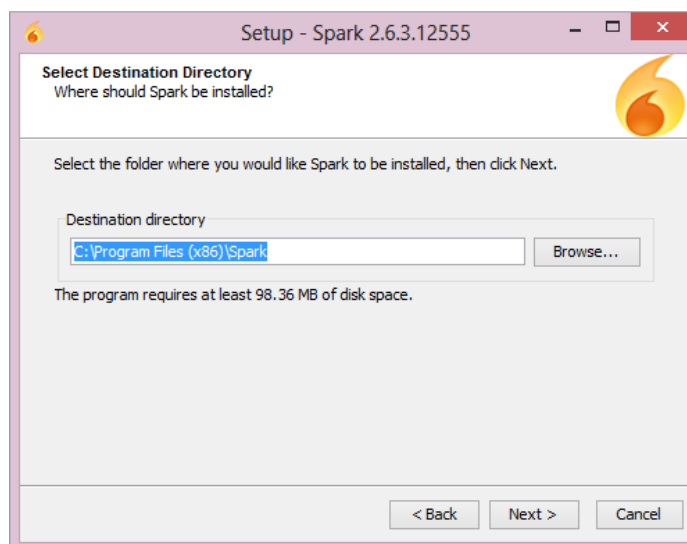 Setup - Spark 2.6.3.12555
Select Destination Directory
Where should Spark be installed?
Select the folder where you would like Spark to be installed, then click Next.
Destination directory
C:\Program Files (x86)\Spark
Browse...
The program requires at least 98.36 MB of disk space.
< Back
Next >
Cancel